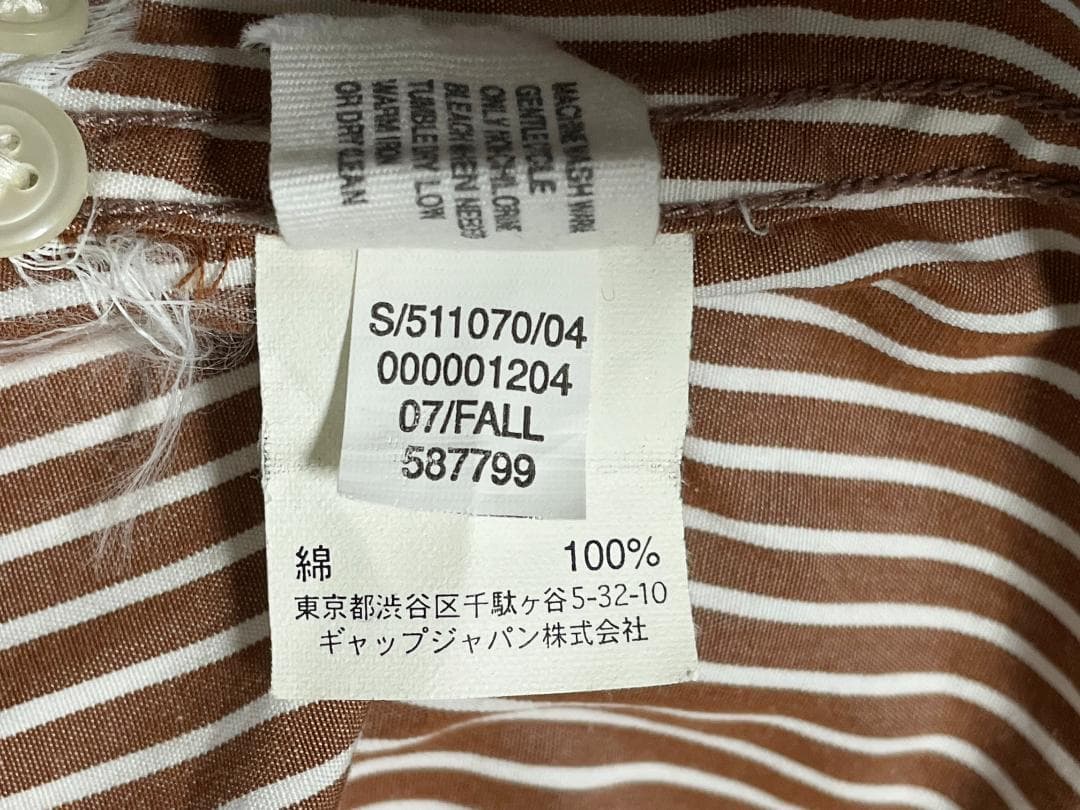 MACHINE WASH WARM
GENTLE CYCLE
ONLY NON-CHLORINE
BLEACH WHEN NEEDED
TUMBLE DRY LOW
WARM IRON
OR DRY CLEAN
S/511070/04
000001204
07/FALL
587799
綿 100%
東京都渋谷区千駄ヶ谷5-32-10
ギャップジャパン株式会社